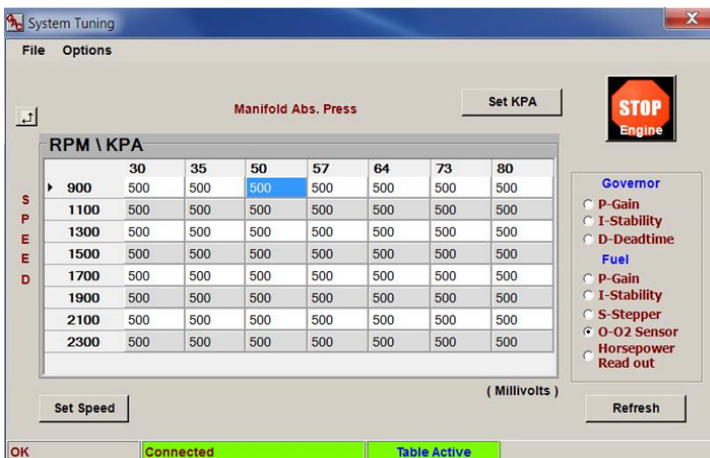 System Tuning
X
File Options
Manifold Abs. Press
Set KPA
STOP
Engine
RPM \ KPA
30 35 50 57 64 73 80
900 500 500 500 500 500 500 500
1100 500 500 500 500 500 500 500
1300 500 500 500 500 500 500 500
1500 500 500 500 500 500 500 500
1700 500 500 500 500 500 500 500
1900 500 500 500 500 500 500 500
2100 500 500 500 500 500 500 500
2300 500 500 500 500 500 500 500
S
P
E
E
D
Governor
P-Gain
I-Stability
D-Deadtime
Fuel
P-Gain
I-Stability
S-Stepper
O-O2 Sensor
Horsepower
Read out
( Millivolts )
Set Speed
Refresh
OK Connected Table Active